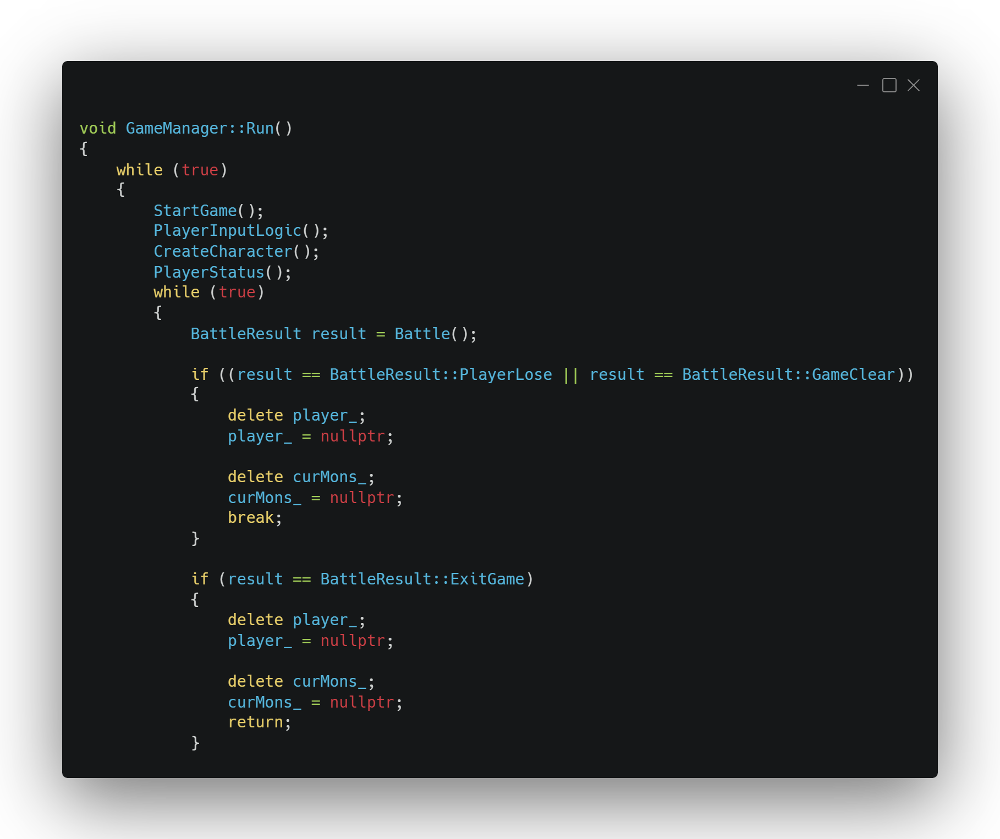 void GameManager::Run()
{
    while (true)
    {
        StartGame();
        PlayerInputLogic();
        CreateCharacter();
        PlayerStatus();
        while (true)
        {
            BattleResult result = Battle();

            if ((result == BattleResult::PlayerLose || result == BattleResult::GameClear))
            {
                delete player_;
                player_ = nullptr;

                delete curMons_;
                curMons_ = nullptr;
                break;
            }

            if (result == BattleResult::ExitGame)
            {
                delete player_;
                player_ = nullptr;

                delete curMons_;
                curMons_ = nullptr;
                return;
            }